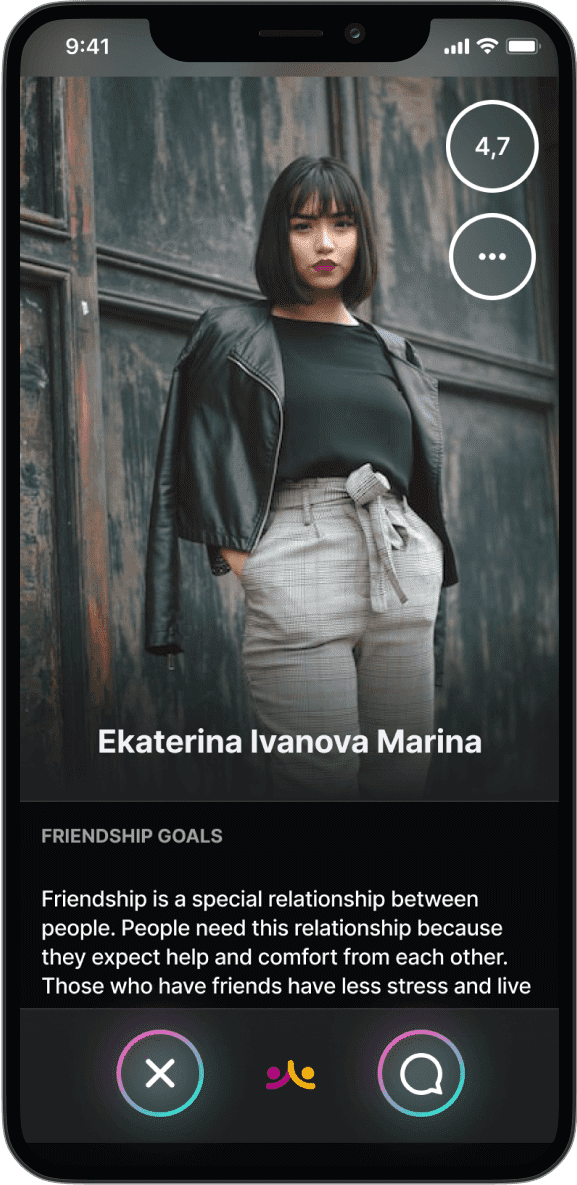 9:41
4,7
Ekaterina Ivanova Marina
FRIENDSHIP GOALS
Friendship is a special relationship between
people. People need this relationship because
they expect help and comfort from each other.
Those who have friends have less stress and live